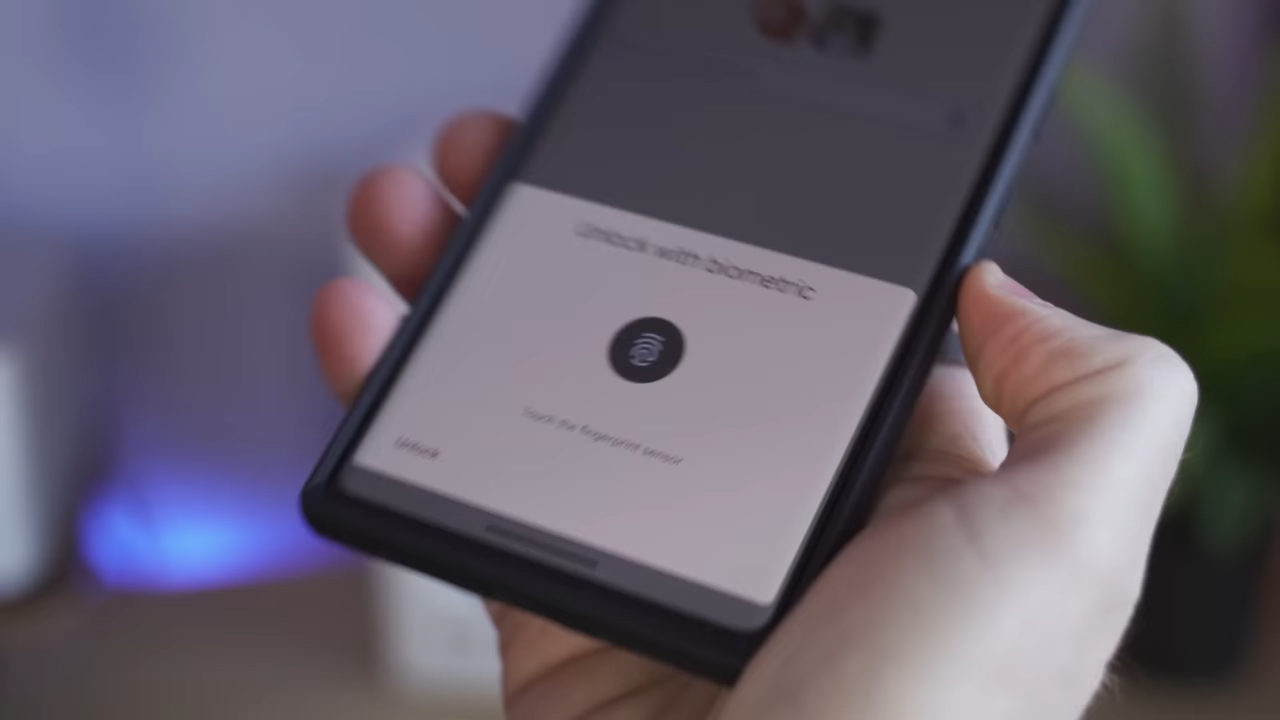 Unlock with biometric
Touch the fingerprint sensor
Unlock